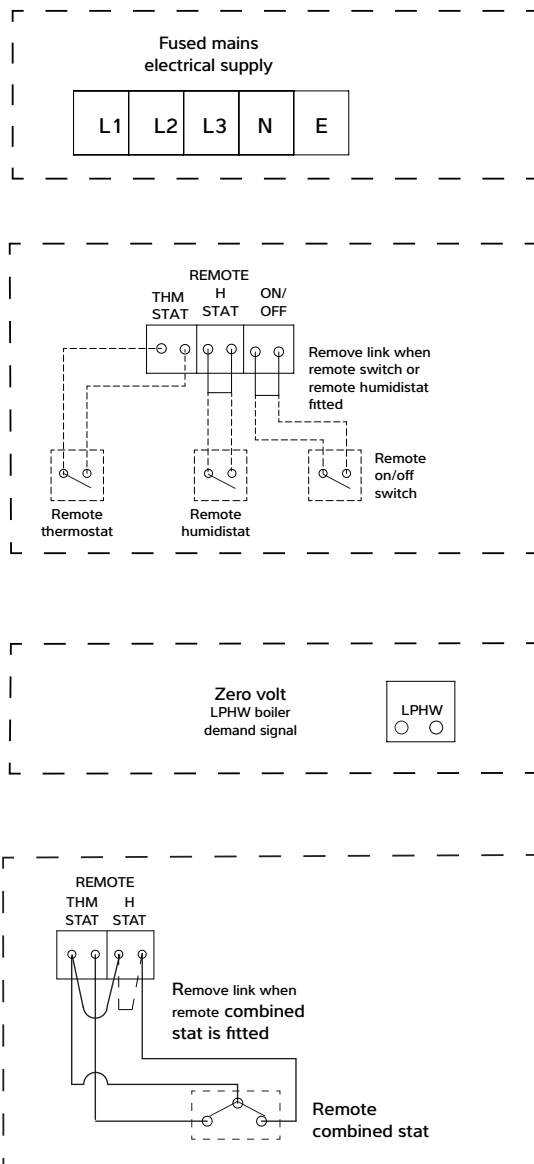 Fused mains
electrical supply
L1 L2 L3 N E
REMOTE
THM H ON/
STAT STAT OFF
Remove link when
remote switch or
remote humidistat
fitted
Remote
on/off
switch
Remote
thermostat
Remote
humidistat
Zero volt
LPHW boiler
demand signal
LPHW
REMOTE
THM H
STAT STAT
Remove link when
remote combined
stat is fitted
Remote
combined stat